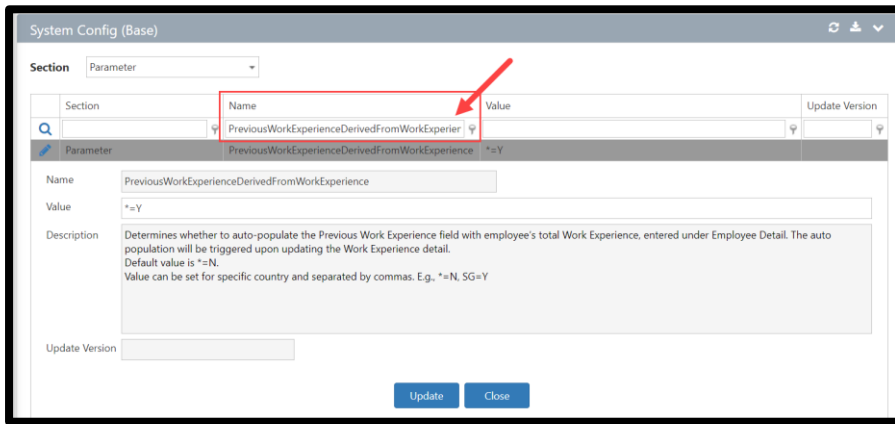 System Config (Base)
Section Parameter
Section Name Value Update Version
PreviousWorkExperienceDerivedFromWorkExperier
Parameter PreviousWorkExperienceDerivedFromWorkExperience *=Y
Name PreviousWorkExperienceDerivedFromWorkExperience
Value *=Y
Description Determines whether to auto-populate the Previous Work Experience field with employee's total Work Experience, entered under Employee Detail. The auto
population will be triggered upon updating the Work Experience detail.
Default value is *=N.
Value can be set for specific country and separated by commas. E.g., *=N, SG=Y
Update Version
Update Close